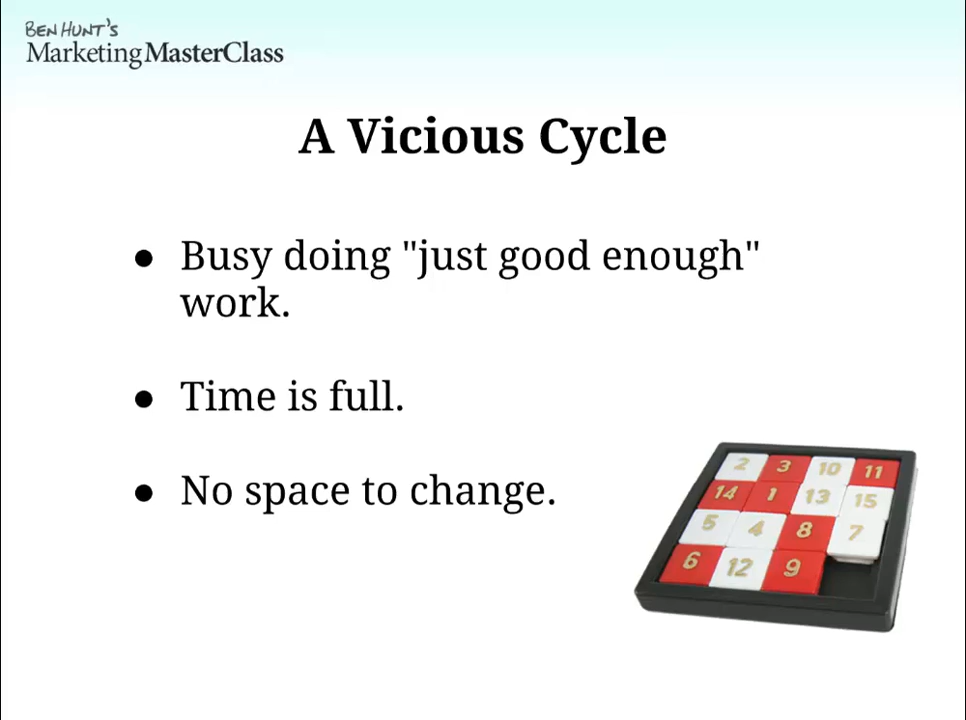 BEN HUNT'S
Marketing MasterClass
A Vicious Cycle
● Busy doing "just good enough"
work.
● Time is full.
● No space to change.
2 3 10 11
14 1 13 15
5 4 8 7
6 12 9